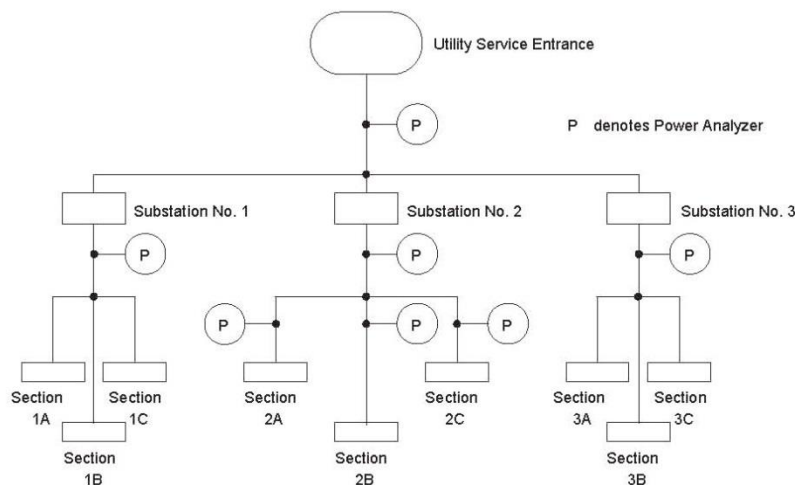 Utility Service Entrance
P
P denotes Power Analyzer
Substation No. 1
Substation No. 2
Substation No. 3
P
P
P
P
P
P
Section
1A
Section
1C
Section
2A
Section
2C
Section
3A
Section
3C
Section
1B
Section
2B
Section
3B